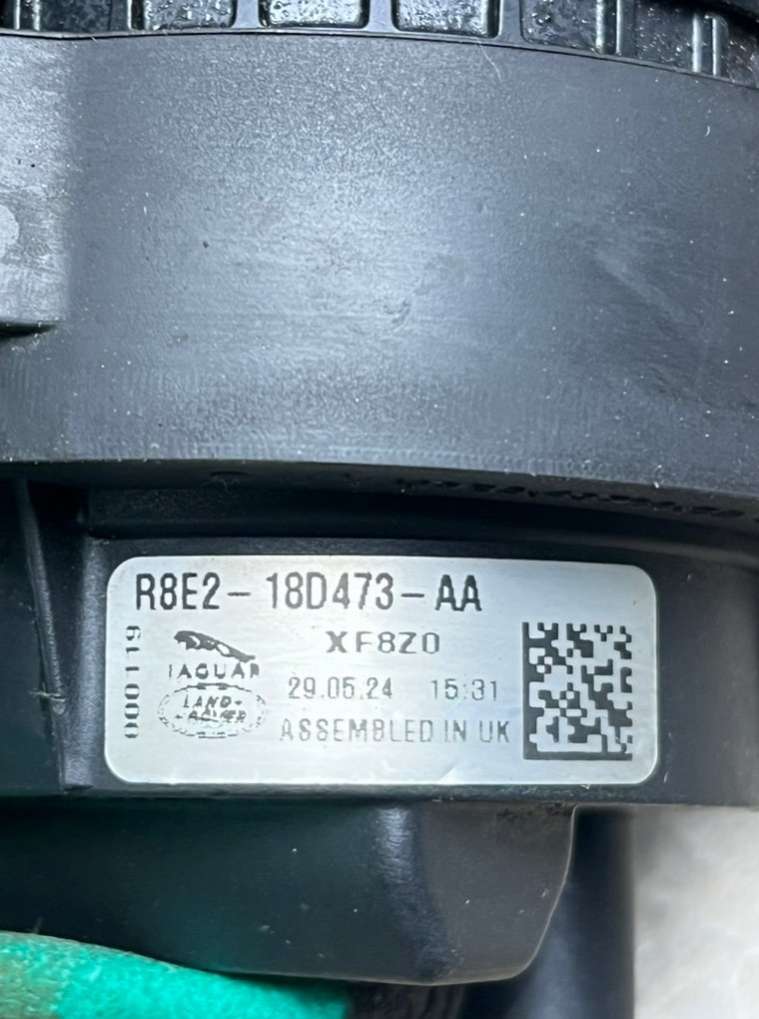 R8E2-18D473-AA
XF8Z0
000119
JAGUAR
LAND-
ROVER
29.05.24 15:31
ASSEMBLED IN UK